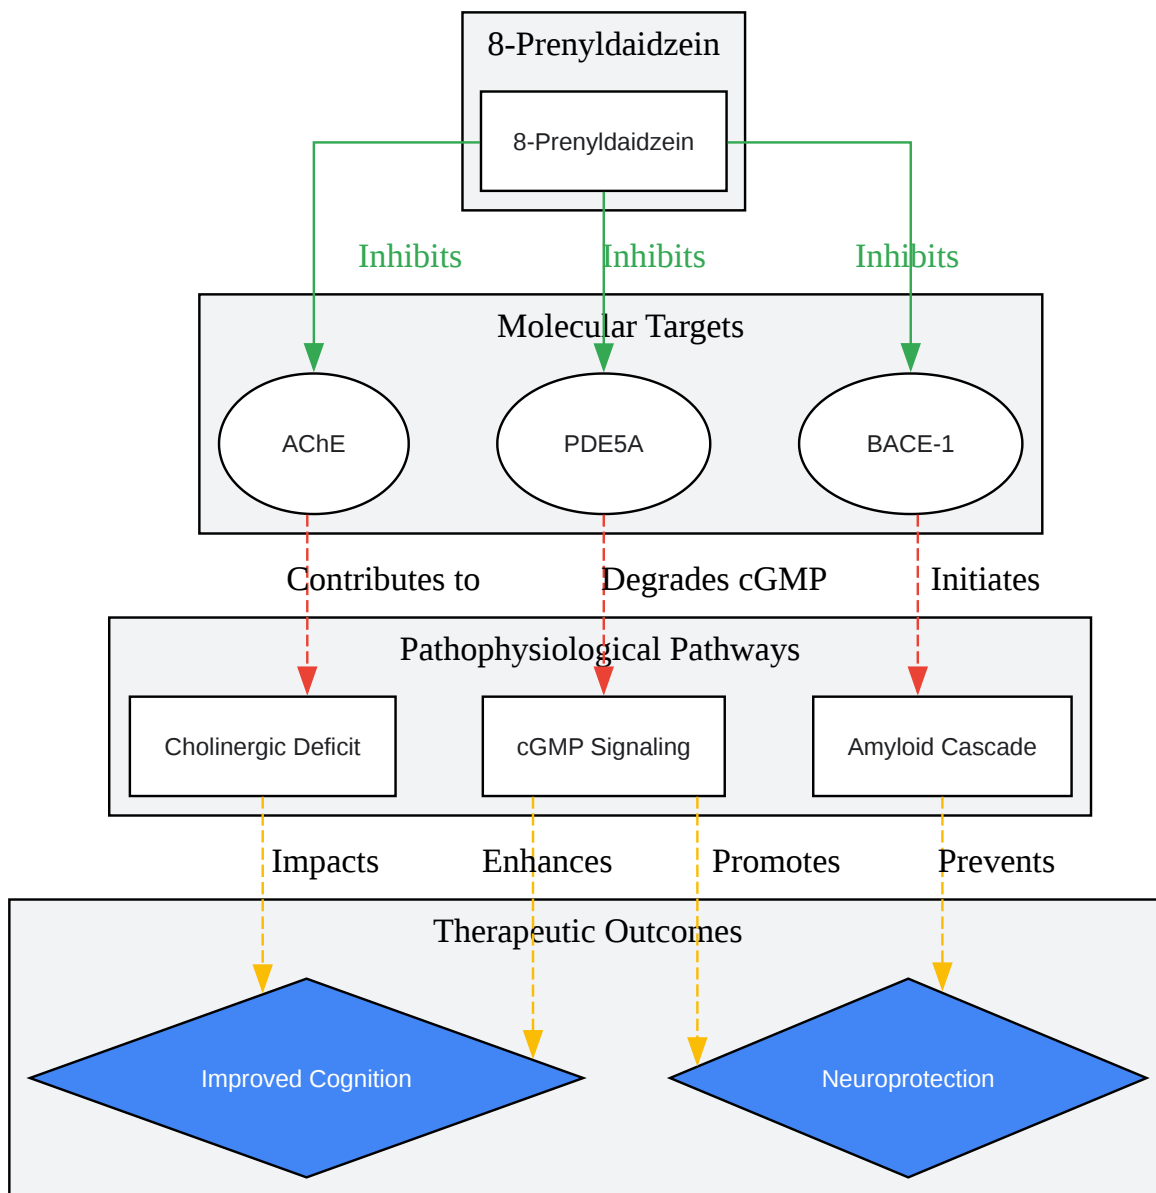 8-Prenyldaidzein
8-Prenyldaidzein
Inhibits
Inhibits
Inhibits
Molecular Targets
AChE
PDE5A
BACE-1
Contributes to
Degrades cGMP
Initiates
Pathophysiological Pathways
Cholinergic Deficit
cGMP Signaling
Amyloid Cascade
Impacts
Enhances
Promotes
Prevents
Therapeutic Outcomes
Improved Cognition
Neuroprotection